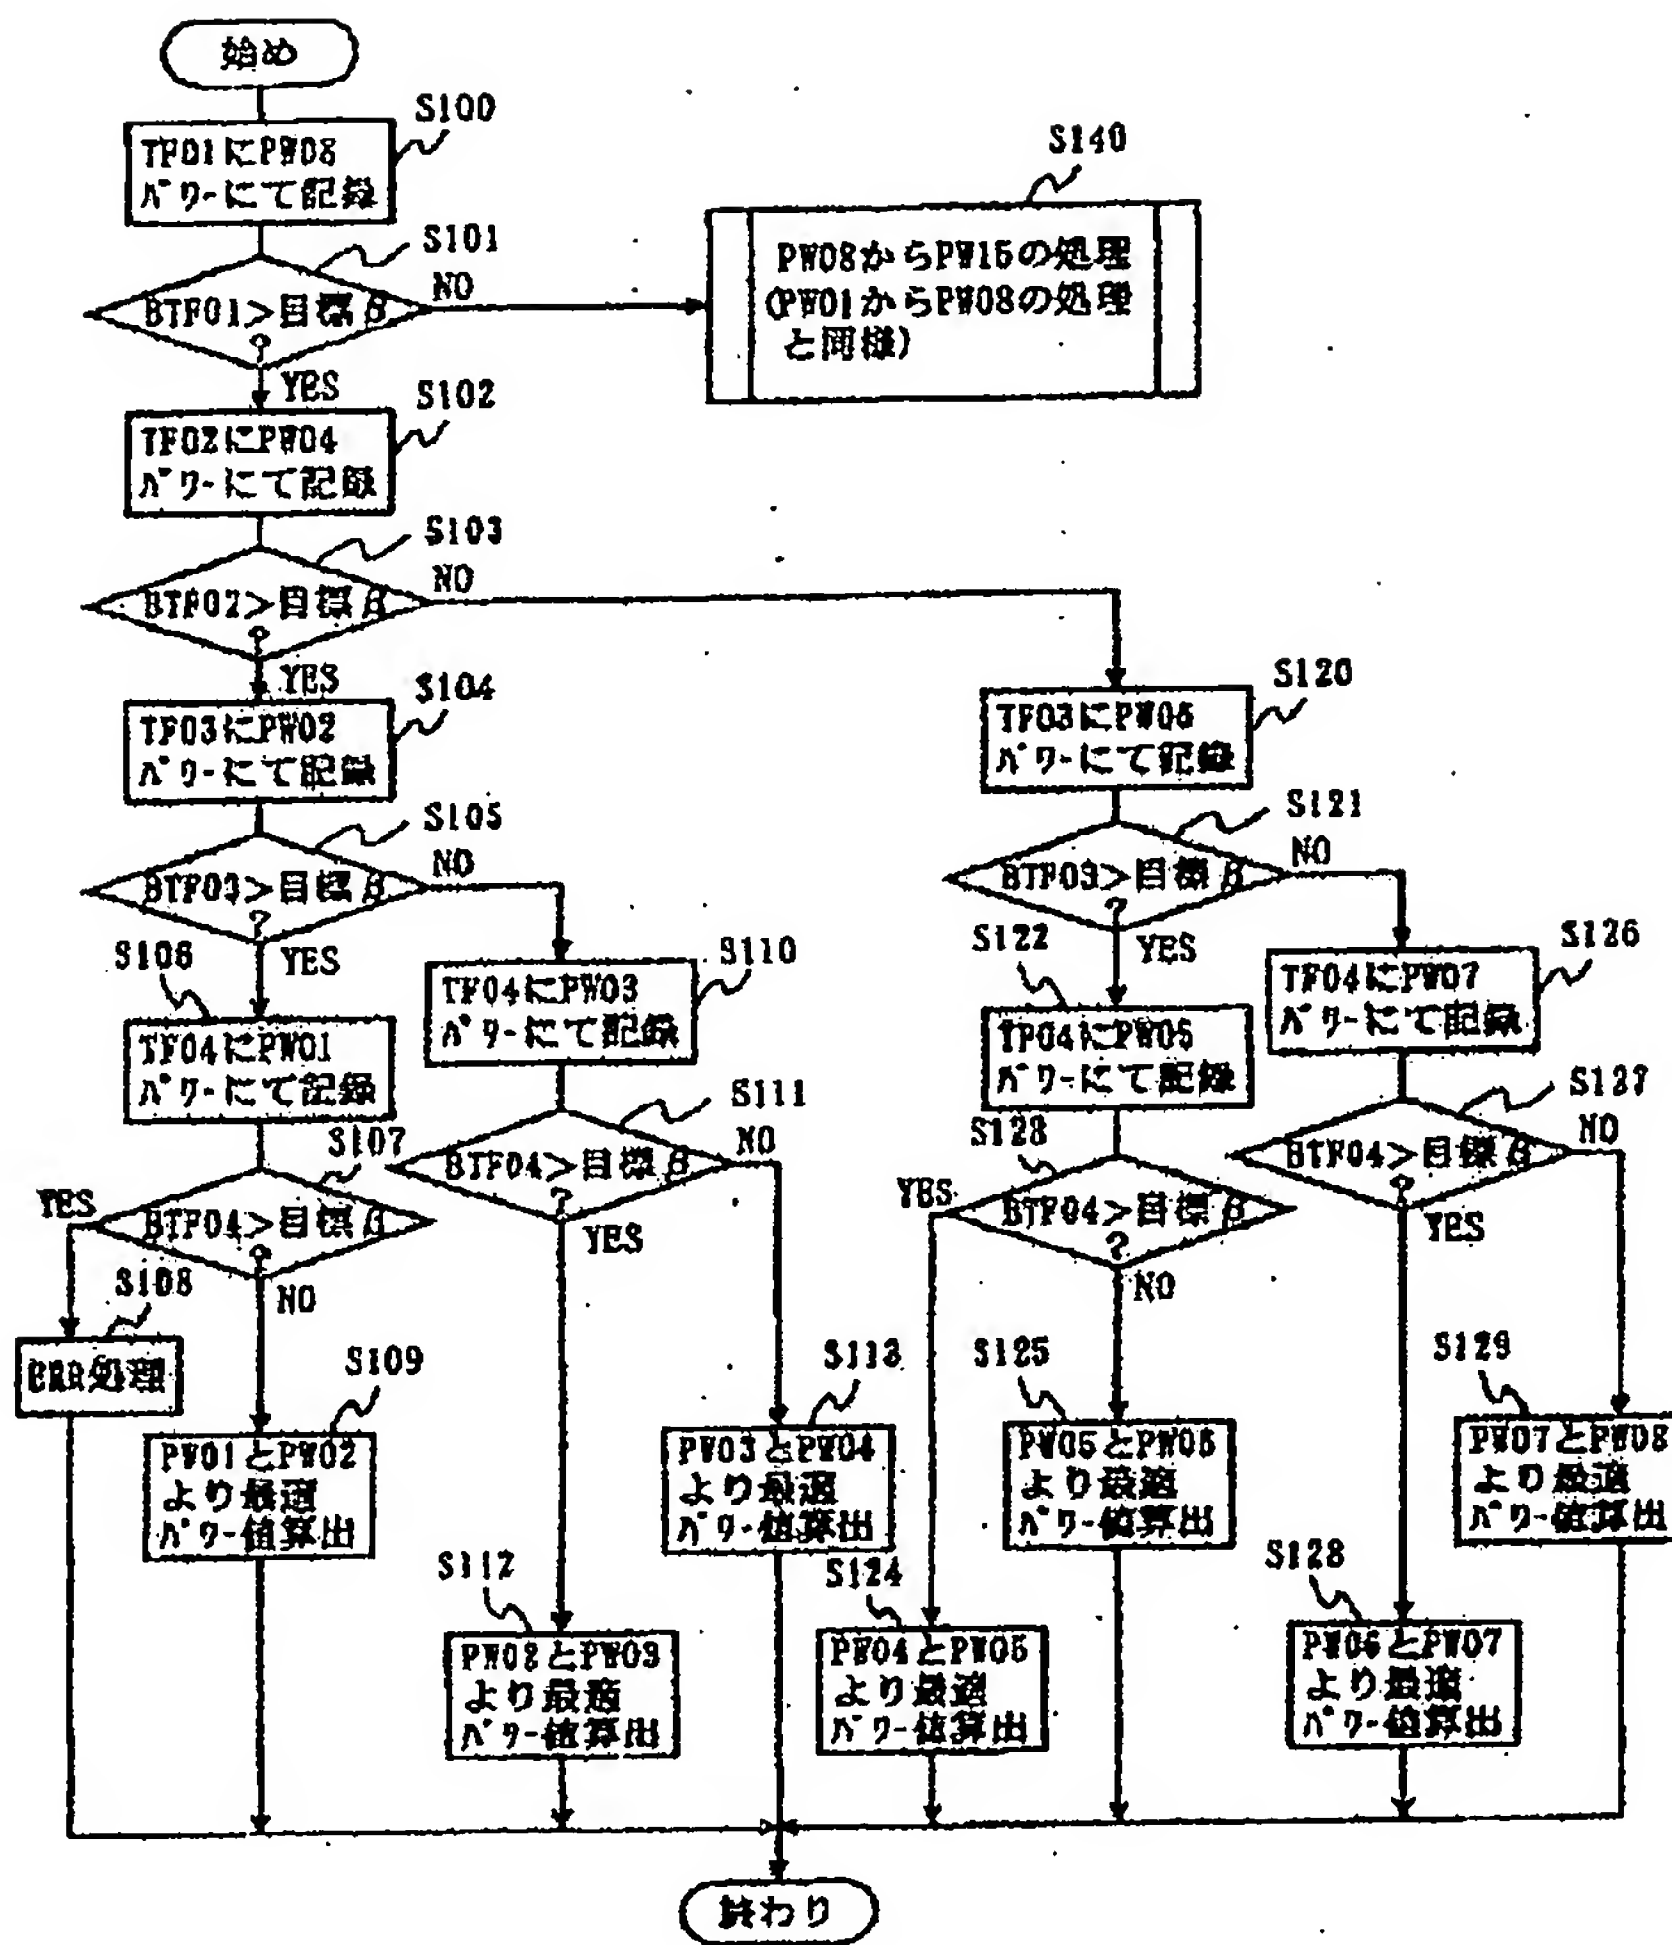 始め
S100
TF01にPW08
パワーにて記録
S101
BTF01>目標β
?
NO
YES
S140
PW08からPW15の処理
(PW01からPW08の処理
と同様)
S102
TF02にPW04
パワーにて記録
S103
BTF02>目標β
?
NO
YES
S104
TF03にPW02
パワーにて記録
S120
TF03にPW06
パワーにて記録
S105
BTF03>目標β
?
NO
YES
S121
BTF03>目標β
?
NO
YES
S106
TF04にPW01
パワーにて記録
S110
TF04にPW03
パワーにて記録
S122
TF04にPW05
パワーにて記録
S126
TF04にPW07
パワーにて記録
S107
BTF04>目標β
?
YES
NO
S111
BTF04>目標β
?
NO
YES
S123
BTF04>目標β
?
YES
NO
S127
BTF04>目標β
?
NO
YES
S108
ERR処理
S109
PW01とPW02
より最適
パワー値算出
S113
PW03とPW04
より最適
パワー値算出
S125
PW05とPW06
より最適
パワー値算出
S129
PW07とPW08
より最適
パワー値算出
S112
PW02とPW03
より最適
パワー値算出
S124
PW04とPW05
より最適
パワー値算出
S128
PW06とPW07
より最適
パワー値算出
終わり